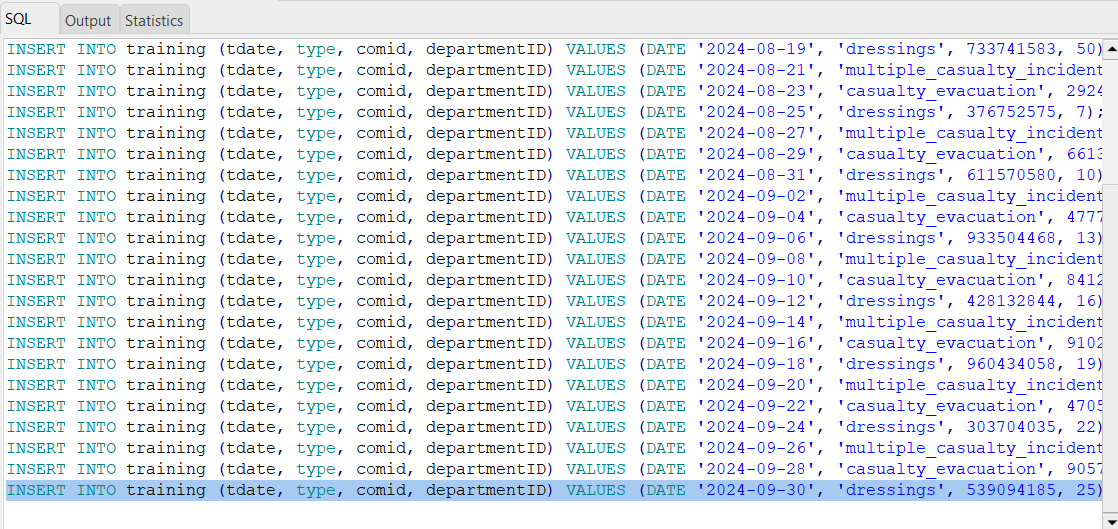 SQL Output Statistics
INSERT INTO training (tdate, type, comid, departmentID) VALUES (DATE '2024-08-19', 'dressings', 733741583, 50)
INSERT INTO training (tdate, type, comid, departmentID) VALUES (DATE '2024-08-21', 'multiple_casualty_incident
INSERT INTO training (tdate, type, comid, departmentID) VALUES (DATE '2024-08-23', 'casualty_evacuation', 2924
INSERT INTO training (tdate, type, comid, departmentID) VALUES (DATE '2024-08-25', 'dressings', 376752575, 7);
INSERT INTO training (tdate, type, comid, departmentID) VALUES (DATE '2024-08-27', 'multiple_casualty_incident
INSERT INTO training (tdate, type, comid, departmentID) VALUES (DATE '2024-08-29', 'casualty_evacuation', 6613
INSERT INTO training (tdate, type, comid, departmentID) VALUES (DATE '2024-08-31', 'dressings', 611570580, 10)
INSERT INTO training (tdate, type, comid, departmentID) VALUES (DATE '2024-09-02', 'multiple_casualty_incident
INSERT INTO training (tdate, type, comid, departmentID) VALUES (DATE '2024-09-04', 'casualty_evacuation', 4777
INSERT INTO training (tdate, type, comid, departmentID) VALUES (DATE '2024-09-06', 'dressings', 933504468, 13)
INSERT INTO training (tdate, type, comid, departmentID) VALUES (DATE '2024-09-08', 'multiple_casualty_incident
INSERT INTO training (tdate, type, comid, departmentID) VALUES (DATE '2024-09-10', 'casualty_evacuation', 8412
INSERT INTO training (tdate, type, comid, departmentID) VALUES (DATE '2024-09-12', 'dressings', 428132844, 16)
INSERT INTO training (tdate, type, comid, departmentID) VALUES (DATE '2024-09-14', 'multiple_casualty_incident
INSERT INTO training (tdate, type, comid, departmentID) VALUES (DATE '2024-09-16', 'casualty_evacuation', 9102
INSERT INTO training (tdate, type, comid, departmentID) VALUES (DATE '2024-09-18', 'dressings', 960434058, 19)
INSERT INTO training (tdate, type, comid, departmentID) VALUES (DATE '2024-09-20', 'multiple_casualty_incident
INSERT INTO training (tdate, type, comid, departmentID) VALUES (DATE '2024-09-22', 'casualty_evacuation', 4705
INSERT INTO training (tdate, type, comid, departmentID) VALUES (DATE '2024-09-24', 'dressings', 303704035, 22)
INSERT INTO training (tdate, type, comid, departmentID) VALUES (DATE '2024-09-26', 'multiple_casualty_incident
INSERT INTO training (tdate, type, comid, departmentID) VALUES (DATE '2024-09-28', 'casualty_evacuation', 9057
INSERT INTO training (tdate, type, comid, departmentID) VALUES (DATE '2024-09-30', 'dressings', 539094185, 25)